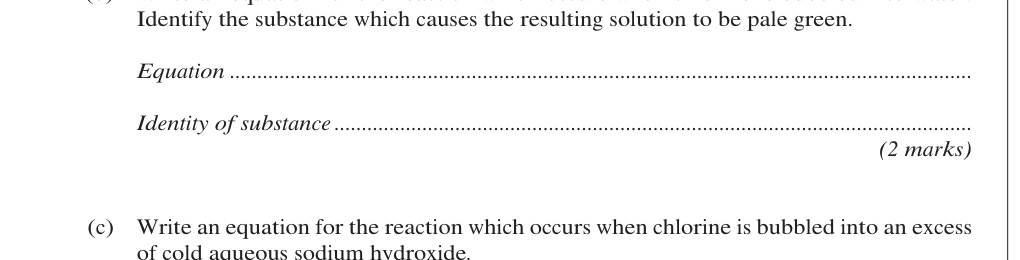 Identify the substance which causes the resulting solution to be pale green.
Equation ..........................................................................................................................................
Identity of substance ......................................................................................................................
(2 marks)
(c) Write an equation for the reaction which occurs when chlorine is bubbled into an excess
of cold aqueous sodium hydroxide.